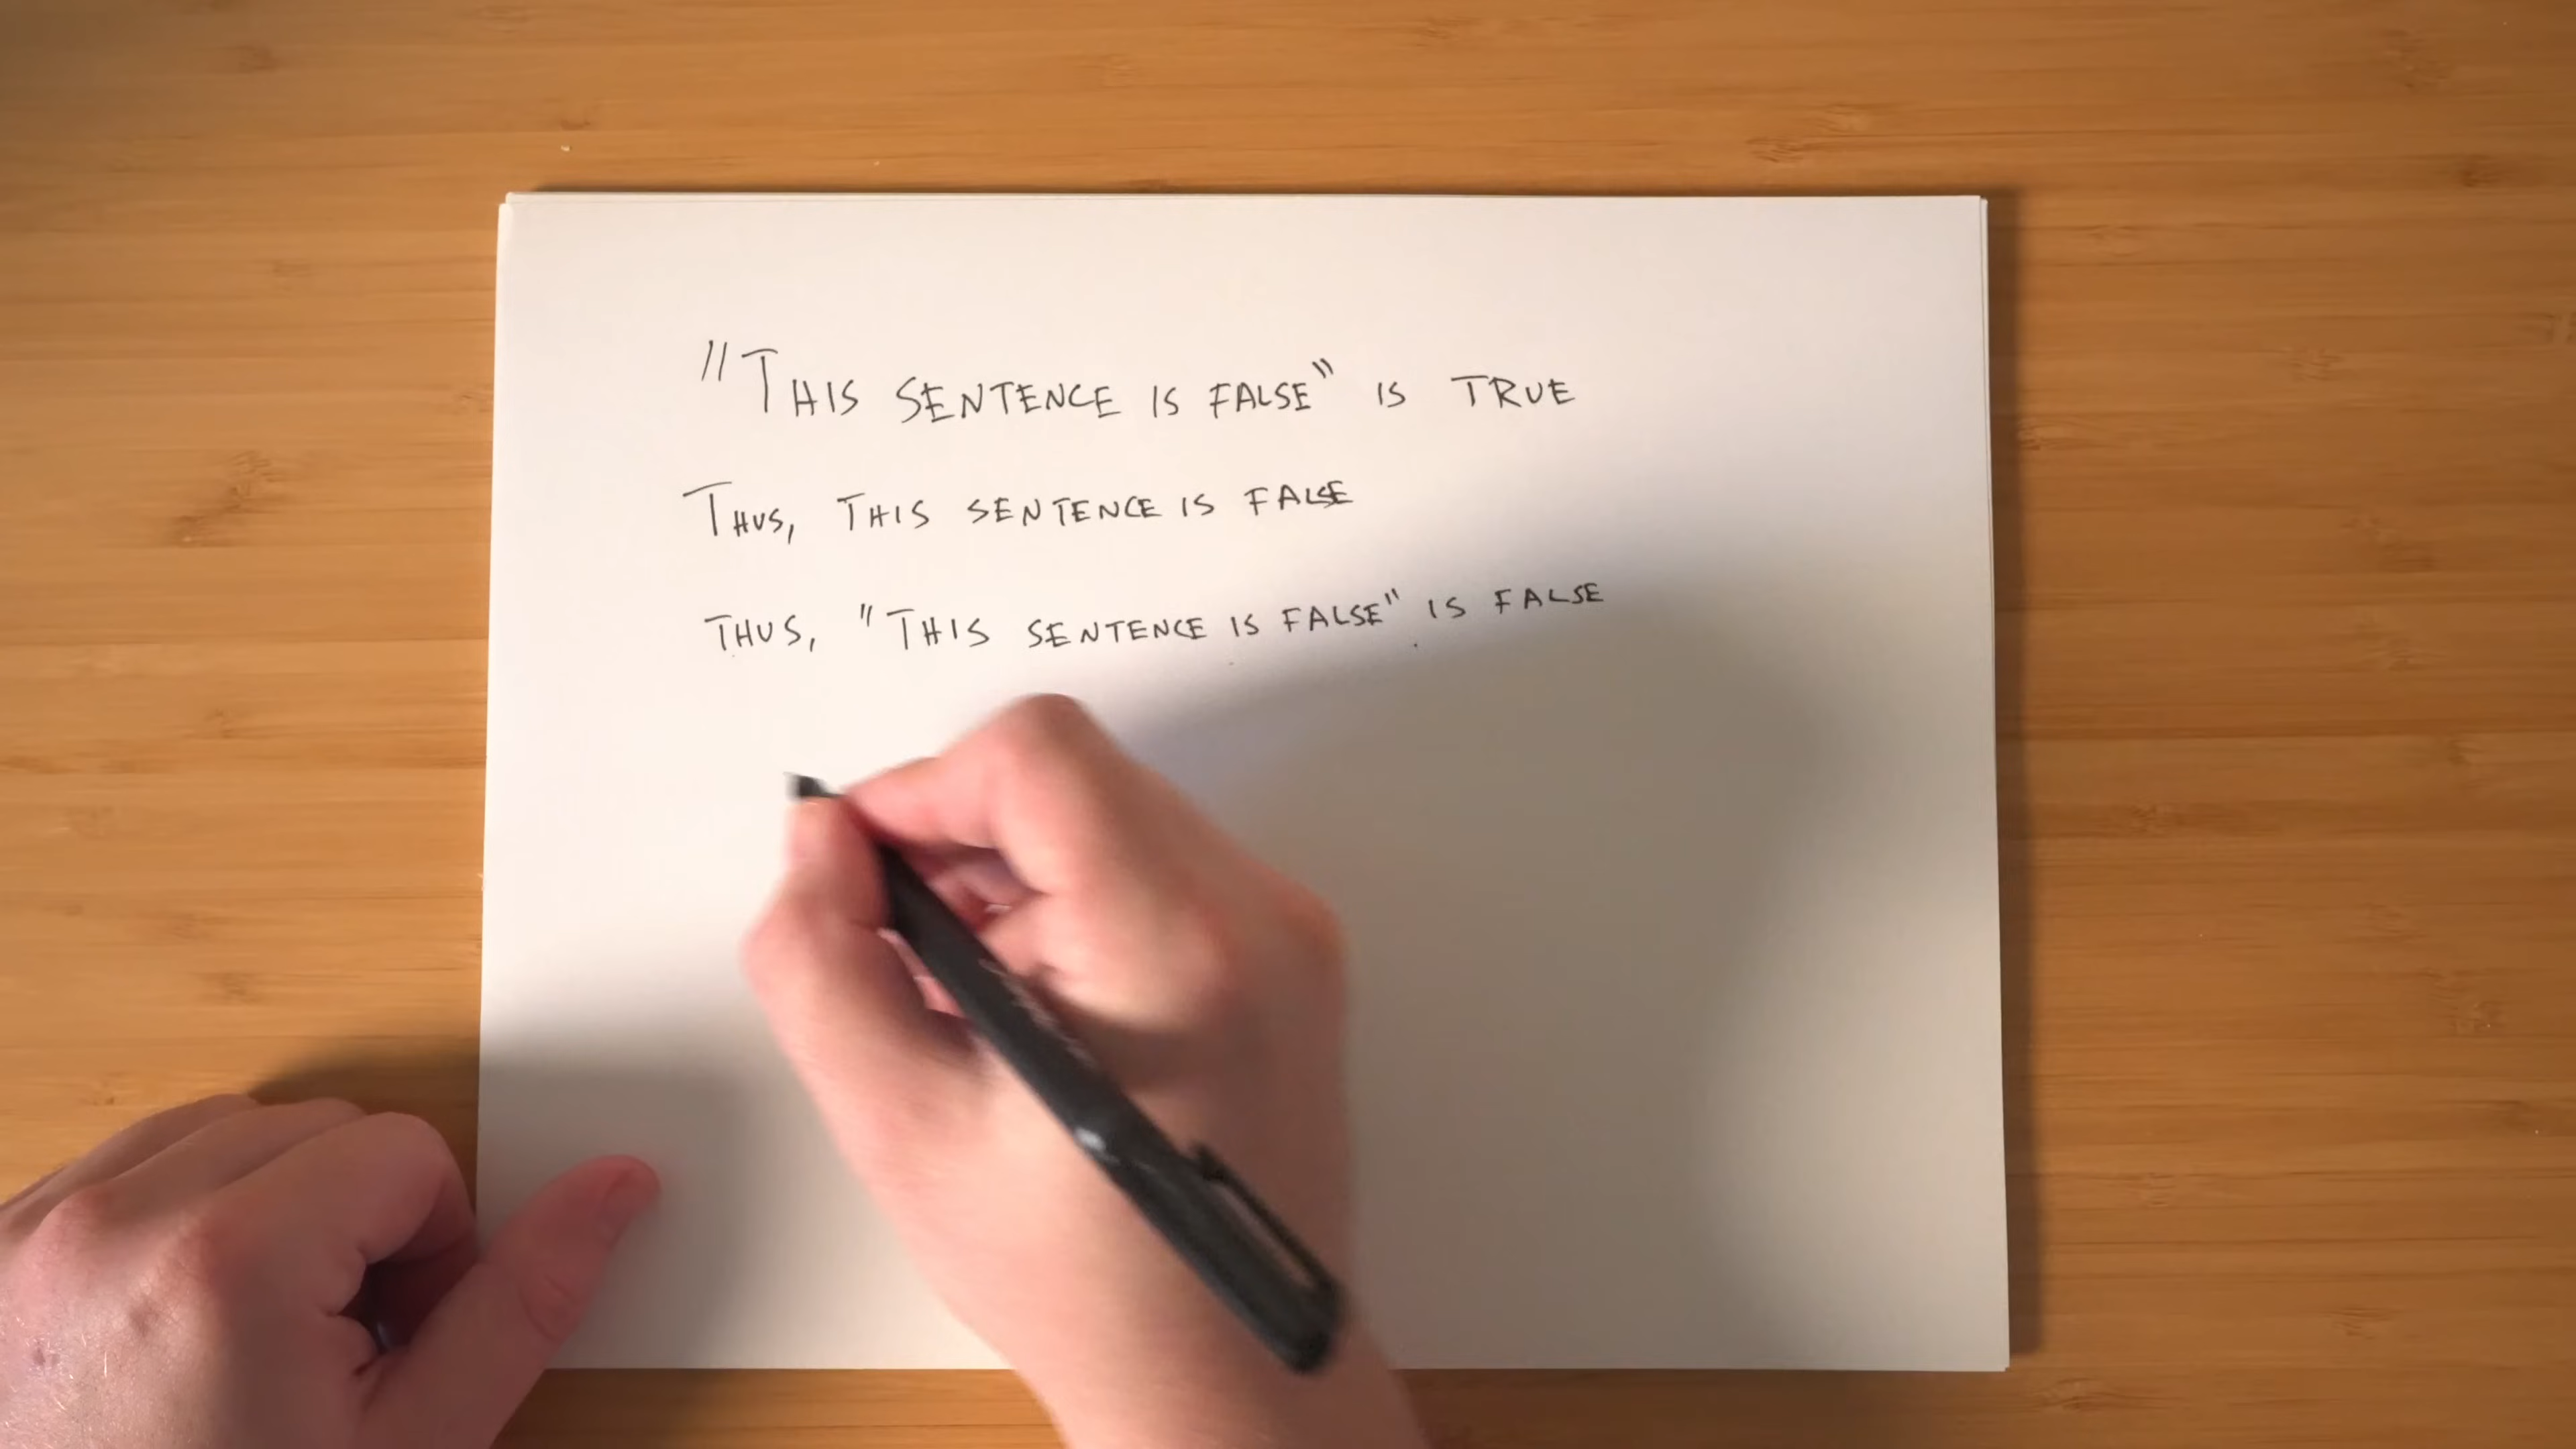 "THIS SENTENCE IS FALSE" IS TRUE
THUS, THIS SENTENCE IS FALSE
THUS, "THIS SENTENCE IS FALSE" IS FALSE